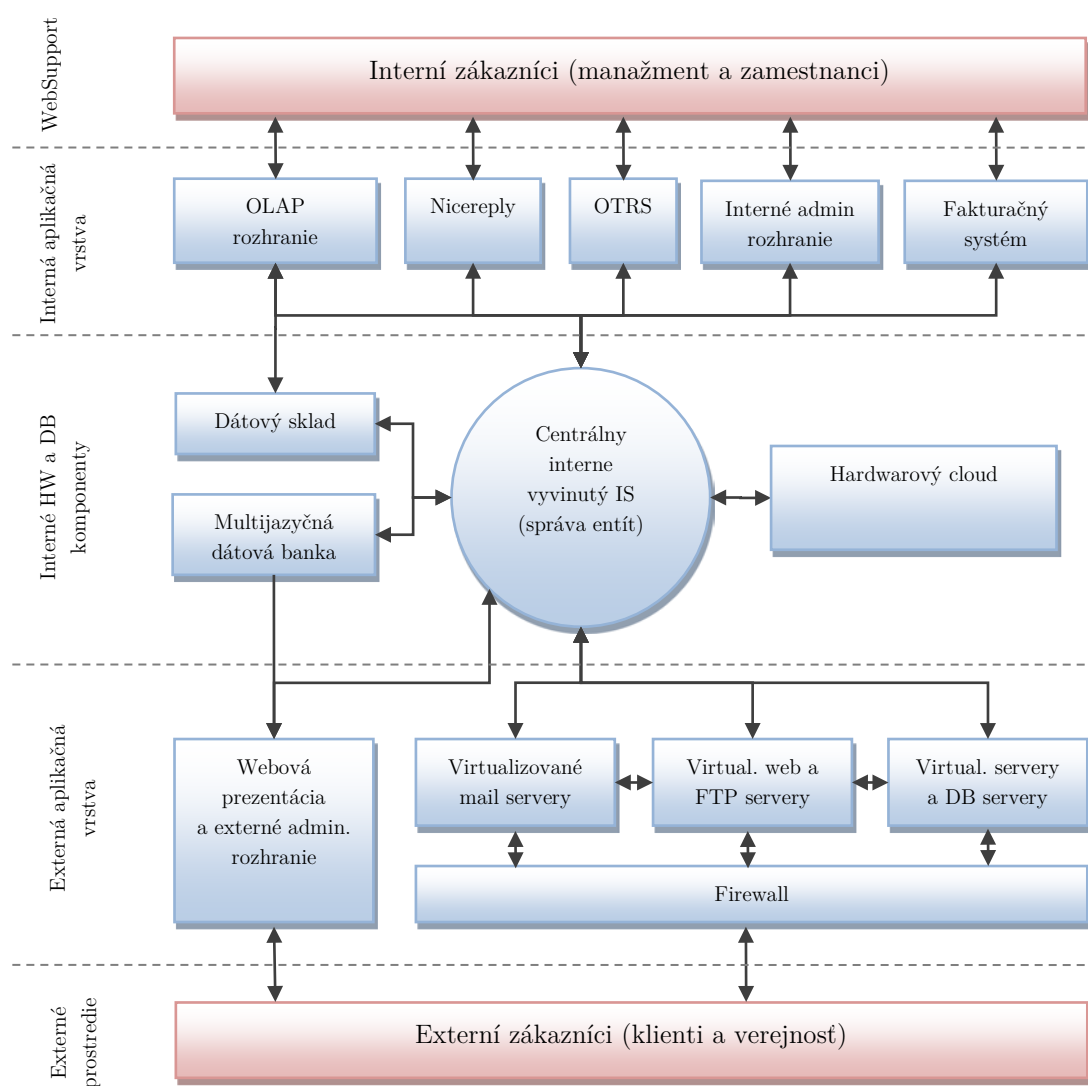 WebSupport
Interní zákazníci (manažment a zamestnanci)
Interná aplikačná
vrstva
OLAP
rozhranie
Nicereply
OTRS
Interné admin
rozhranie
Fakturačný
systém
Interné HW a DB
komponenty
Dátový sklad
Multijazyčná
dátová banka
Centrálny
interne
vyvinutý IS
(správa entít)
Hardwarový cloud
Externá aplikačná
vrstva
Webová
prezentácia
a externé admin.
rozhranie
Virtualizované
mail servery
Virtual. web a
FTP servery
Virtual. servery
a DB servery
Firewall
Externé
prostredie
Externí zákazníci (klienti a verejnosť)